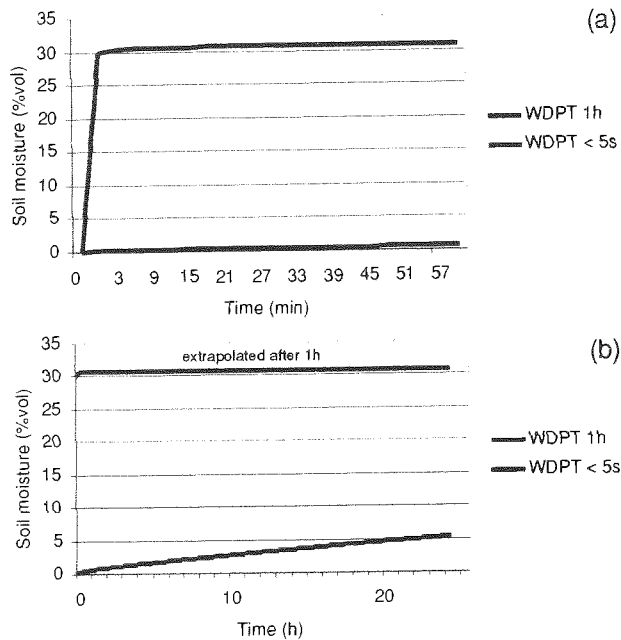 (a)
35
30
25
20
15
10
5
0
Soil moisture (%vol)
WDPT 1h
WDPT < 5s
0 3 9 15 21 27 33 39 45 51 57
Time (min)
(b)
extrapolated after 1h
35
30
25
20
15
10
5
0
Soil moisture (%vol)
WDPT 1h
WDPT < 5s
0 10 20
Time (h)